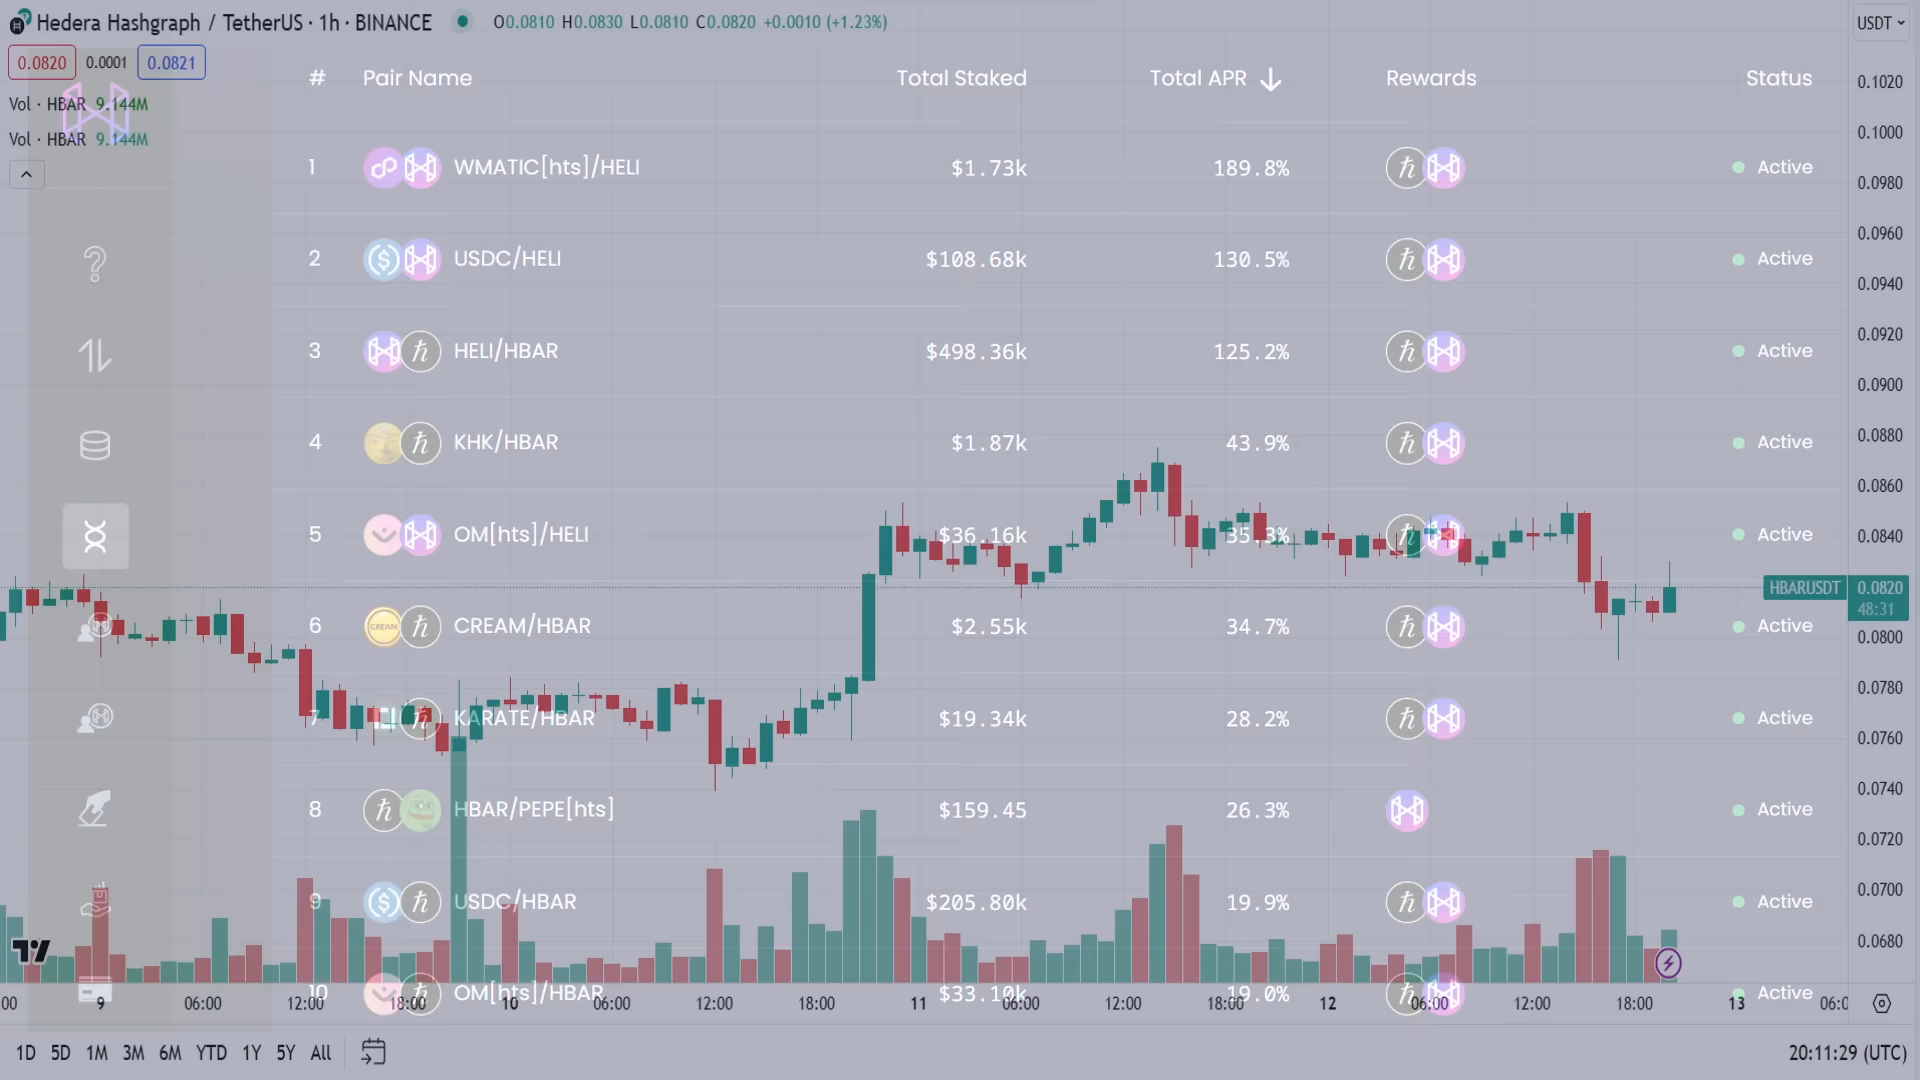 Hedera Hashgraph / TetherUS · 1h · BINANCE O0.0810 H0.0830 L0.0810 C0.0820 +0.0010 (+1.23%) USDT
0.0820 0.0001 0.0821
# Pair Name Total Staked Total APR Rewards Status
Vol · HBAR 9.144M
Vol · HBAR 9.144M
1 WMATIC[hts]/HELI $1.73k 189.8% Active
2 USDC/HELI $108.68k 130.5% Active
3 HELI/HBAR $498.36k 125.2% Active
4 KHK/HBAR $1.87k 43.9% Active
5 OM[hts]/HELI $36.16k 35.3% Active
6 CREAM CREAM/HBAR $2.55k 34.7% Active
7 KARATE/HBAR $19.34k 28.2% Active
8 HBAR/PEPE[hts] $159.45 26.3% Active
9 USDC/HBAR $205.80k 19.9% Active
10 OM[hts]/HBAR $33.10k 19.0% Active
0.1020
0.1000
0.0980
0.0960
0.0940
0.0920
0.0900
0.0880
0.0860
0.0840
HBARUSDT 0.0820
48:31
0.0800
0.0780
0.0760
0.0740
0.0720
0.0700
0.0680
:00 9 06:00 12:00 18:00 10 06:00 12:00 18:00 11 06:00 12:00 18:00 12 06:00 12:00 18:00 13 06:0
1D 5D 1M 3M 6M YTD 1Y 5Y All 20:11:29 (UTC)